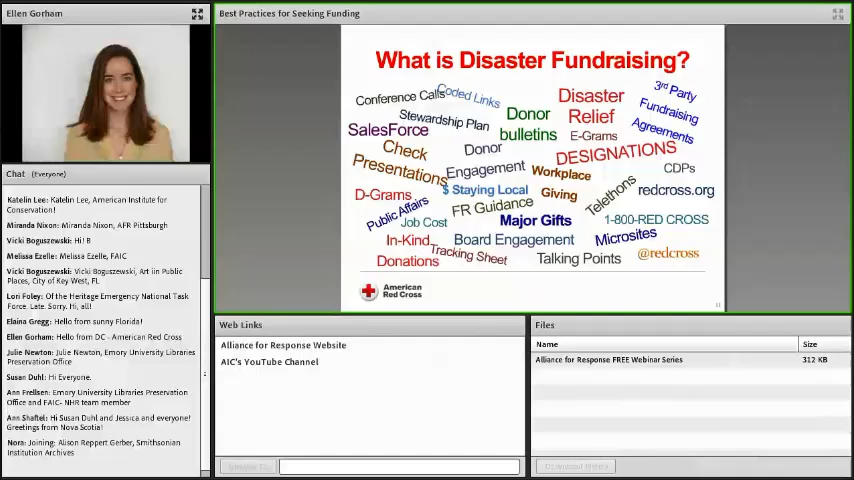 Ellen Gorham
Best Practices for Seeking Funding
What is Disaster Fundraising?
Conference Calls
Coded Links
Disaster
Relief
3rd Party
Fundraising
Agreements
SalesForce
Stewardship Plan
Donor
bulletins
E-Grams
Check
Presentations
Donor
Engagement
DESIGNATIONS
Workplace
Giving
CDPs
D-Grams
$ Staying Local
Telethons
redcross.org
Public Affairs
FR Guidance
Job Cost
Major Gifts
1-800-RED CROSS
In-Kind
Donations
Board Engagement
Microsites
Tracking Sheet
Talking Points
@redcross
American
Red Cross
Chat (Everyone)
Katelin Lee: Katelin Lee, American Institute for
Conservation!
Miranda Nixon: Miranda Nixon, AFR Pittsburgh
Vicki Boguszewski: Hi! B
Melissa Ezelle: Melissa Ezelle, FAIC
Vicki Boguszewski: Vicki Boguszewski, Art iin Public
Places, City of Key West, FL
Lori Foley: Of the Heritage Emergency National Task
Force. Late. Sorry. Hi, all!
Elaina Gregg: Hello from sunny Florida!
Ellen Gorham: Hello from DC - American Red Cross
Julie Newton: Julie Newton, Emory University Libraries
Preservation Office
Susan Duhl: Hi Everyone.
Ann Frellsen: Emory University Libraries Preservation
Office and FAIC- NHR team member
Ann Shaftel: Hi Susan Duhl and Jessica and everyone!
Greetings from Nova Scotia!
Nora: Joining: Alison Reppert Gerber, Smithsonian
Institution Archives
Web Links
Alliance for Response Website
AIC's YouTube Channel
Files
Name
Size
Alliance for Response FREE Webinar Series
312 KB